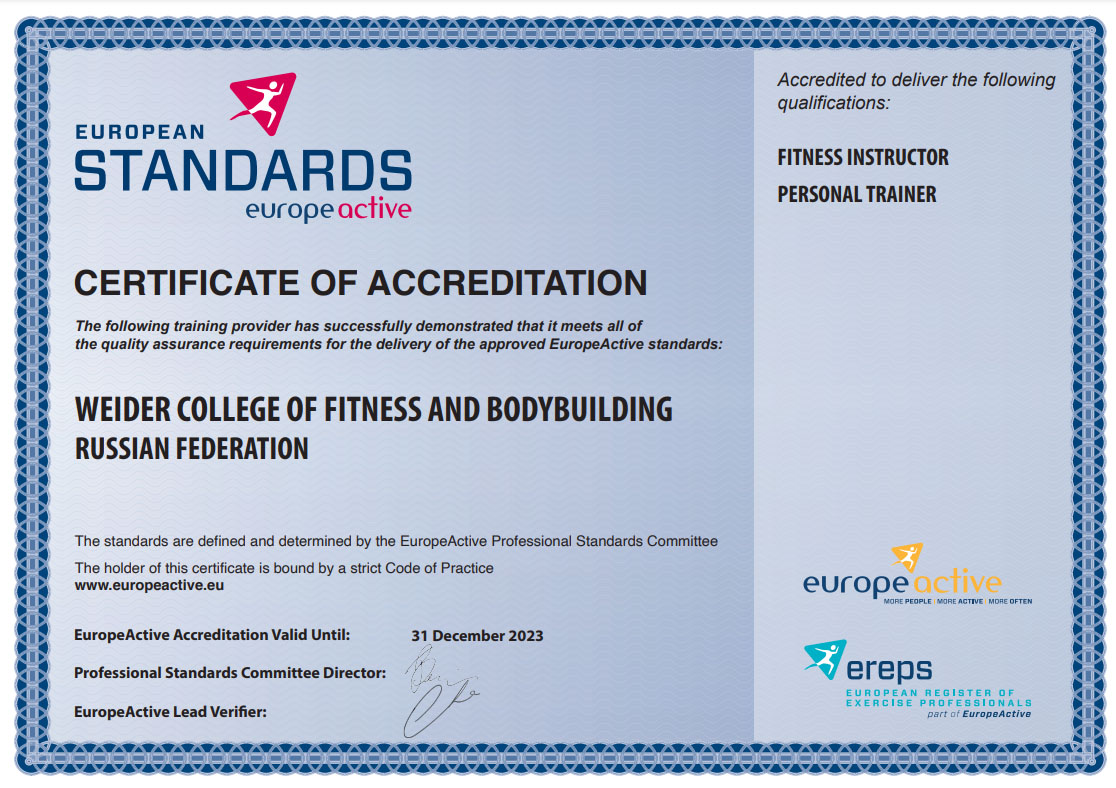 EUROPEAN
STANDARDS
europe active
CERTIFICATE OF ACCREDITATION
The following training provider has successfully demonstrated that it meets all of
the quality assurance requirements for the delivery of the approved EuropeActive standards:
WEIDER COLLEGE OF FITNESS AND BODYBUILDING
RUSSIAN FEDERATION
The standards are defined and determined by the EuropeActive Professional Standards Committee
The holder of this certificate is bound by a strict Code of Practice
www.europeactive.eu
EuropeActive Accreditation Valid Until: 31 December 2023
Professional Standards Committee Director:
EuropeActive Lead Verifier:
Accredited to deliver the following
qualifications:
FITNESS INSTRUCTOR
PERSONAL TRAINER
europe active
MORE PEOPLE | MORE ACTIVE | MORE OFTEN
ereps
EUROPEAN REGISTER OF
EXERCISE PROFESSIONALS
part of EuropeActive